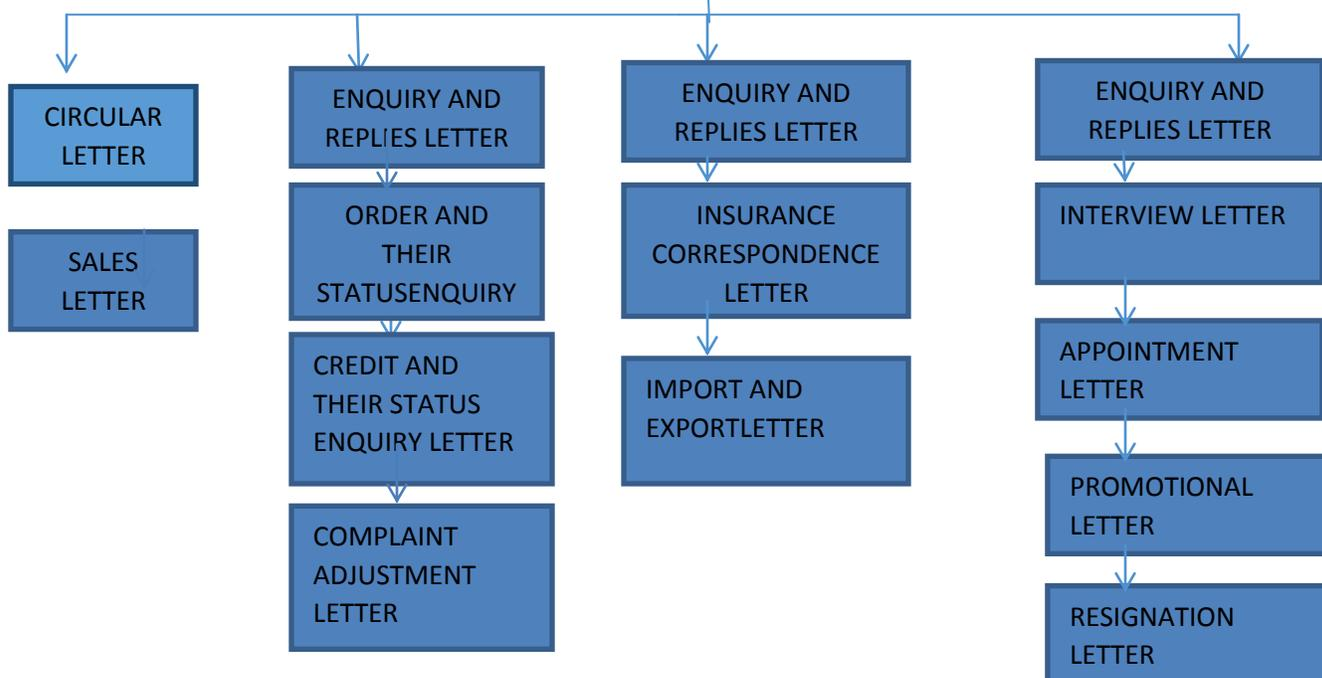 CIRCULAR
LETTER
SALES
LETTER
ENQUIRY AND
REPLIES LETTER
ORDER AND
THEIR
STATUSENQUIRY
CREDIT AND
THEIR STATUS
ENQUIRY LETTER
COMPLAINT
ADJUSTMENT
LETTER
ENQUIRY AND
REPLIES LETTER
INSURANCE
CORRESPONDENCE
LETTER
IMPORT AND
EXPORTLETTER
ENQUIRY AND
REPLIES LETTER
INTERVIEW LETTER
APPOINTMENT
LETTER
PROMOTIONAL
LETTER
RESIGNATION
LETTER